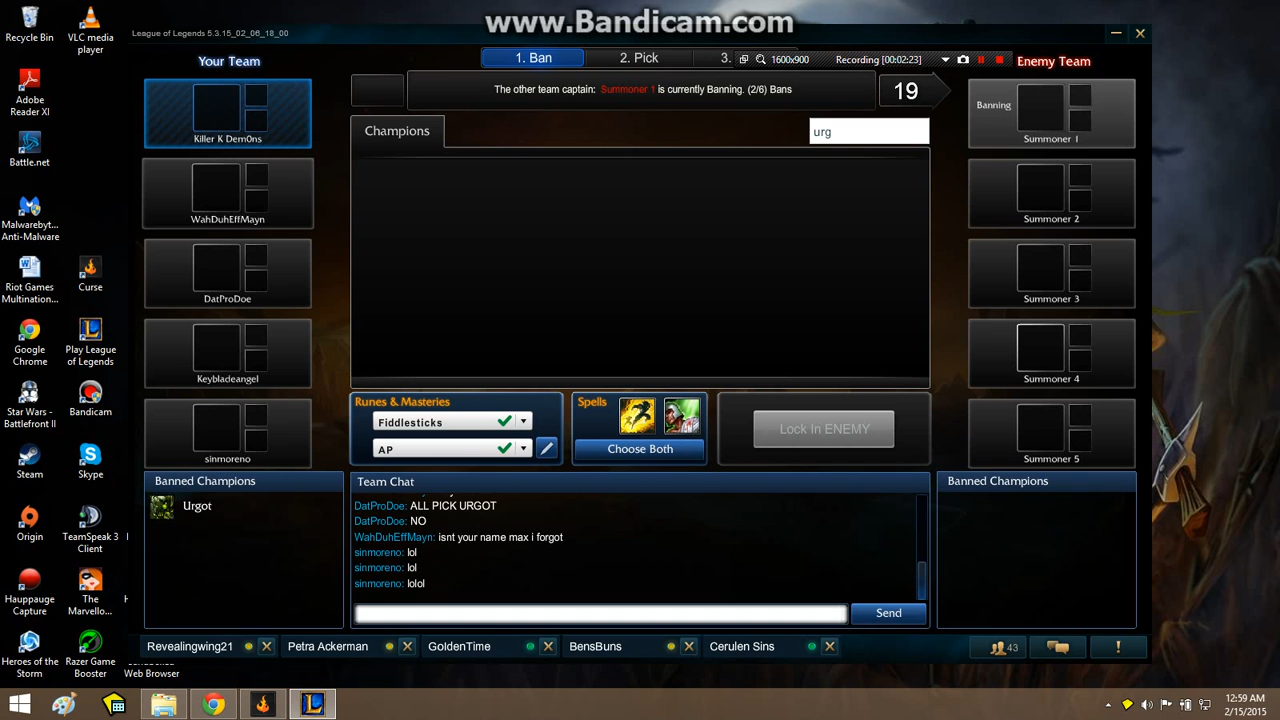 www.Bandicam.com
Recycle Bin
VLC media player
Adobe Reader XI
Battle.net
Malwarebyt... Anti-Malware
Riot Games Multination...
Curse
Google Chrome
Play League of Legends
Star Wars - Battlefront II
Bandicam
Steam
Skype
Origin
TeamSpeak 3 Client
Hauppauge Capture
The Marvello...
Heroes of the Storm
Razer Game Booster
Web Browser
League of Legends 5.3.15_02_06_18_00
Your Team
1. Ban
2. Pick
3.
1600x900
Recording [00:02:23]
Enemy Team
The other team captain: Summoner 1 is currently Banning. (2/6) Bans
19
Champions
urg
Killer K Dem0ns
WahDuhEffMayn
DatProDoe
Keybladeangel
sinmoreno
Banning
Summoner 1
Summoner 2
Summoner 3
Summoner 4
Summoner 5
Runes & Masteries
Fiddlesticks
AP
Spells
Choose Both
Lock In ENEMY
Banned Champions
Urgot
Team Chat
DatProDoe: ALL PICK URGOT
DatProDoe: NO
WahDuhEffMayn: isnt your name max i forgot
sinmoreno: lol
sinmoreno: lol
sinmoreno: lolol
Send
Banned Champions
Revealingwing21
Petra Ackerman
GoldenTime
BensBuns
Cerulen Sins
43
12:59 AM
2/15/2015